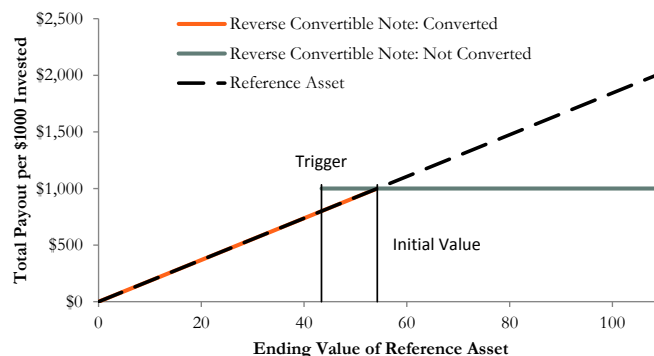 $2,500
$2,000
$1,500
$1,000
$500
$0
Total Payout per $1000 Invested
Reverse Convertible Note: Converted
Reverse Convertible Note: Not Converted
Reference Asset
Trigger
Initial Value
0 20 40 60 80 100
Ending Value of Reference Asset